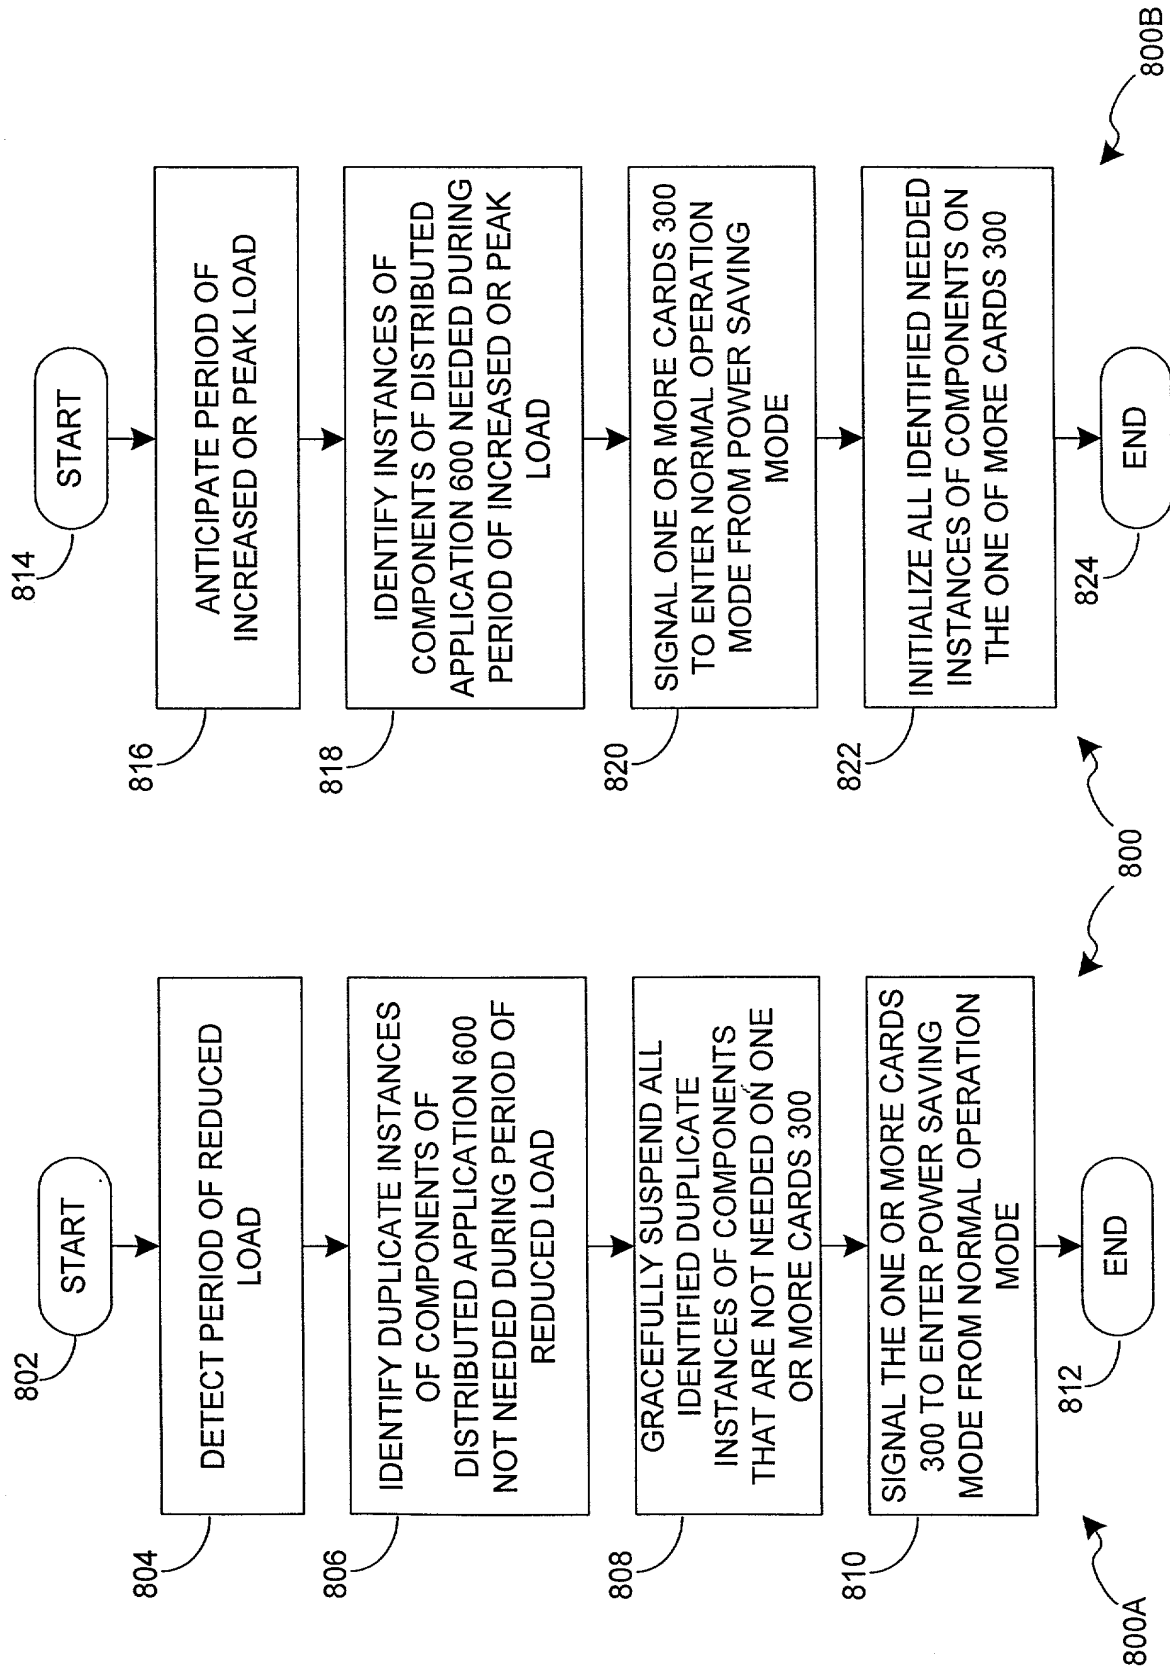 802
START
804
DETECT PERIOD OF REDUCED
LOAD
806
IDENTIFY DUPLICATE INSTANCES
OF COMPONENTS OF
DISTRIBUTED APPLICATION 600
NOT NEEDED DURING PERIOD OF
REDUCED LOAD
808
GRACEFULLY SUSPEND ALL
IDENTIFIED DUPLICATE
INSTANCES OF COMPONENTS
THAT ARE NOT NEEDED ON ONE
OR MORE CARDS 300
810
SIGNAL THE ONE OR MORE CARDS
300 TO ENTER POWER SAVING
MODE FROM NORMAL OPERATION
MODE
812
END
800A
800
814
START
816
ANTICIPATE PERIOD OF
INCREASED OR PEAK LOAD
818
IDENTIFY INSTANCES OF
COMPONENTS OF DISTRIBUTED
APPLICATION 600 NEEDED DURING
PERIOD OF INCREASED OR PEAK
LOAD
820
SIGNAL ONE OR MORE CARDS 300
TO ENTER NORMAL OPERATION
MODE FROM POWER SAVING
MODE
822
INITIALIZE ALL IDENTIFIED NEEDED
INSTANCES OF COMPONENTS ON
THE ONE OF MORE CARDS 300
824
END
800B